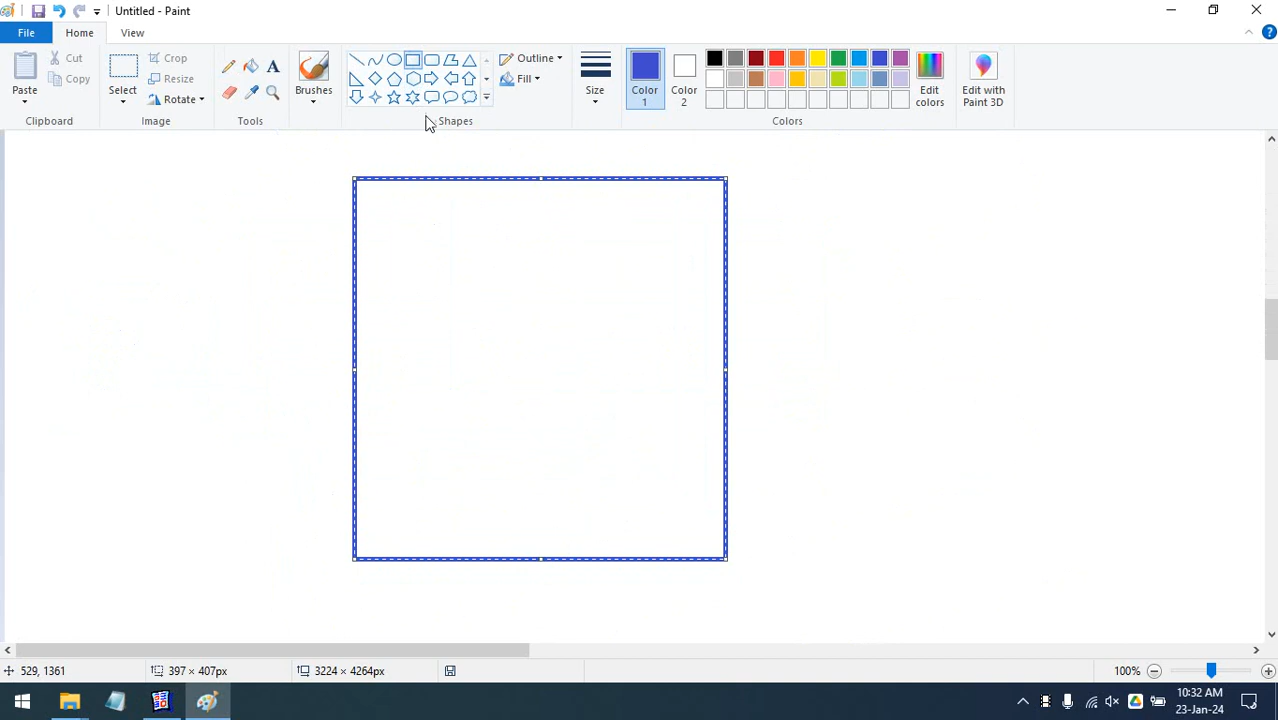 Untitled - Paint
File Home View
Paste
Cut
Copy
Clipboard
Select
Crop
Resize
Rotate
Image
A
Tools
Brushes
Outline
Fill
Shapes
Size
Color 1
Color 2
Edit colors
Colors
Edit with Paint 3D
529, 1361
397 × 407px
3224 × 4264px
100%
10:32 AM
23-Jan-24